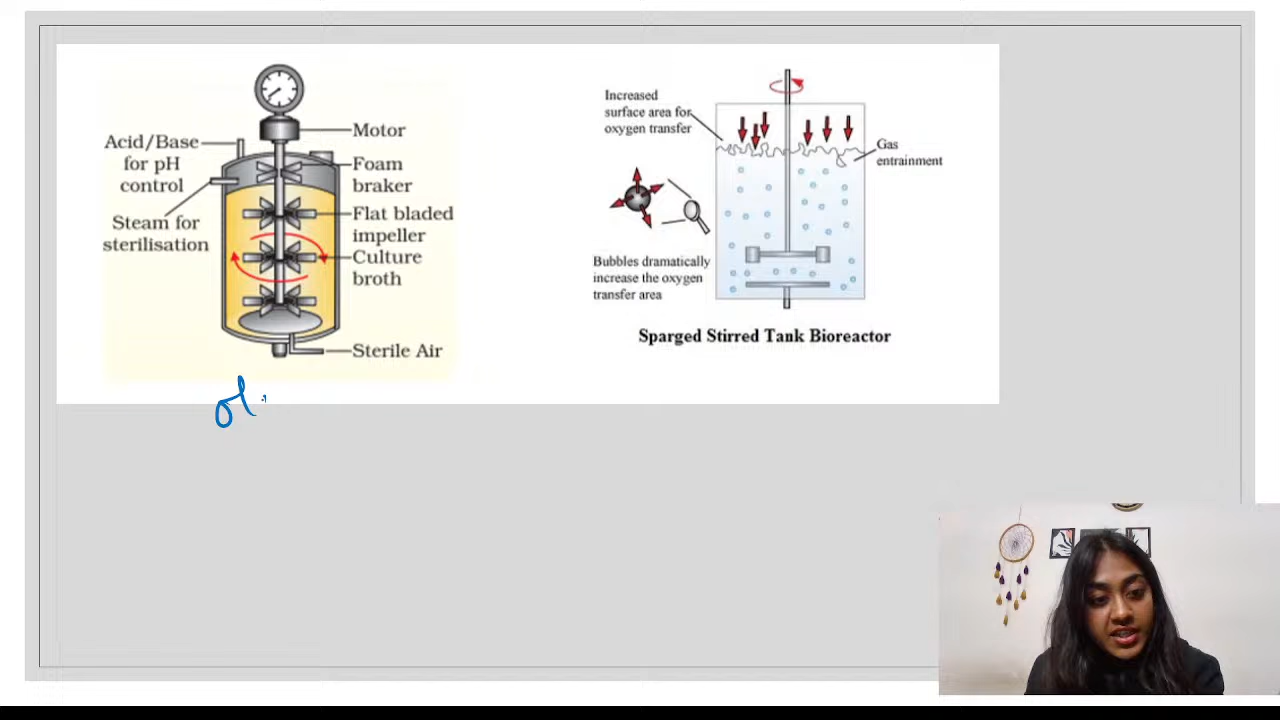 Acid/Base
for pH
control
Steam for
sterilisation
Motor
Foam
braker
Flat bladed
impeller
Culture
broth
Sterile Air
Increased
surface area for
oxygen transfer
Gas
entrainment
Bubbles dramatically
increase the oxygen
transfer area
Sparged Stirred Tank Bioreactor